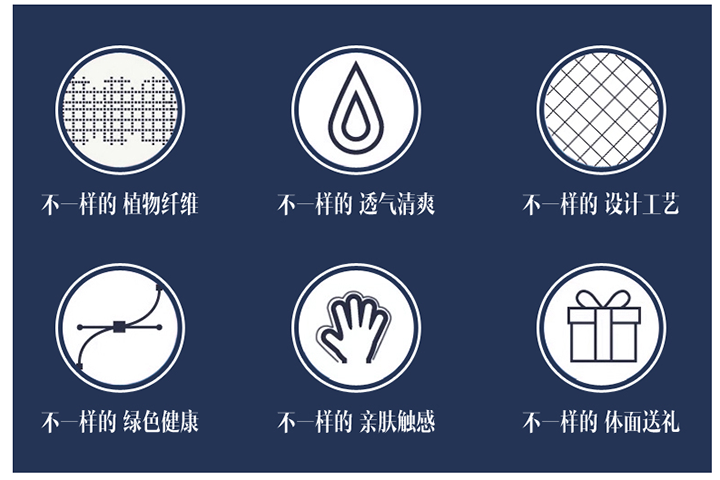 不一样的 植物纤维
不一样的 透气清爽
不一样的 设计工艺
不一样的 绿色健康
不一样的 亲肤触感
不一样的 体面送礼